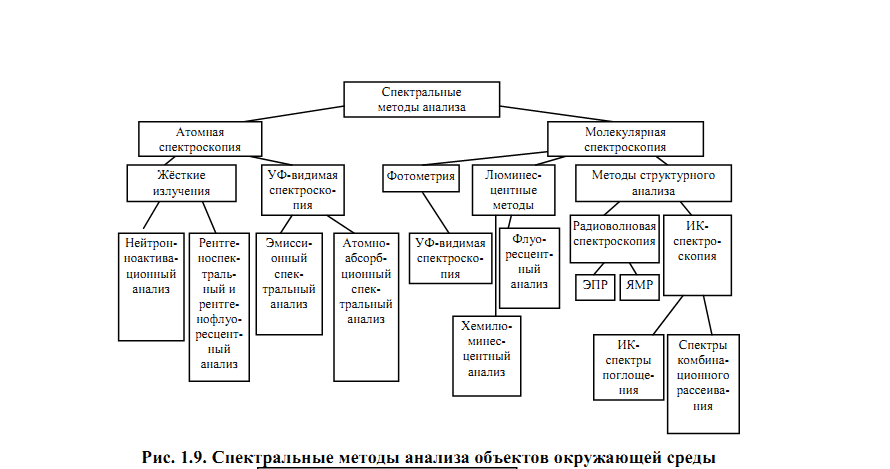 Спектральные
методы анализа
Атомная
спектроскопия
Молекулярная
спектроскопия
Жёсткие
излучения
УФ-видимая
спектроско-
пия
Фотометрия
Люминес-
центные
методы
Методы структурного
анализа
Нейтрон-
ноактива-
ционный
анализ
Рентге-
носпек-
траль-
ный и
рентге-
нофлуо-
ресцент-
ный
анализ
Эмисси-
онный
спек-
тральный
анализ
Атомно-
абсорб-
ционный
спек-
тральный
анализ
УФ-видимая
спектроско-
пия
Флуо-
ресцент-
ный
анализ
Хемилю-
минес-
центный
анализ
Радиоволновая
спектроскопия
ИК-
спектро-
скопия
ЭПР
ЯМР
ИК-
спектры
поглоще-
ния
Спектры
комбина-
ционного
рассеива-
ния
Рис. 1.9. Спектральные методы анализа объектов окружающей среды